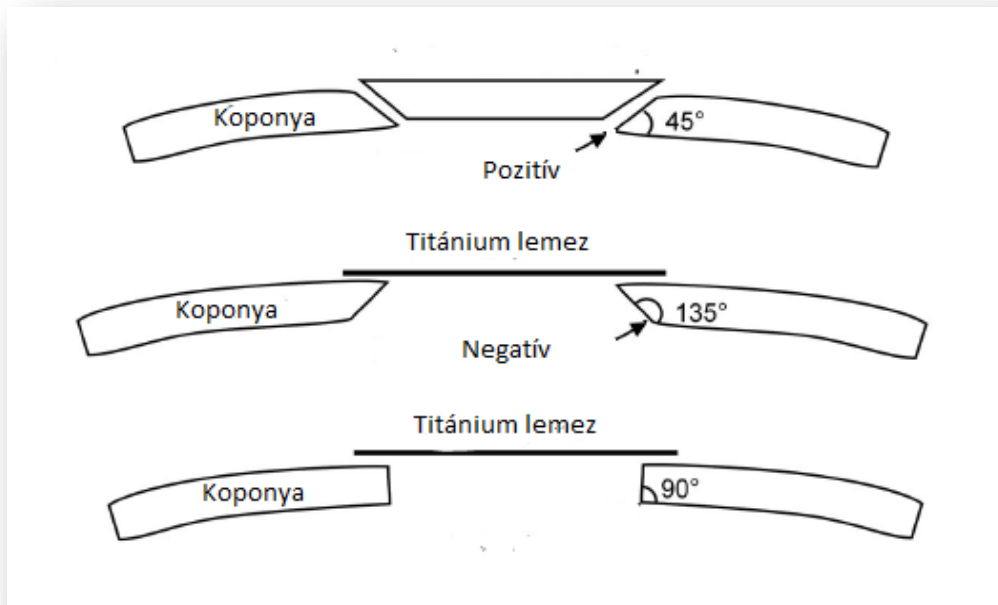 Koponya
45°
Pozitív
Titánium lemez
Koponya
135°
Negatív
Titánium lemez
Koponya
90°